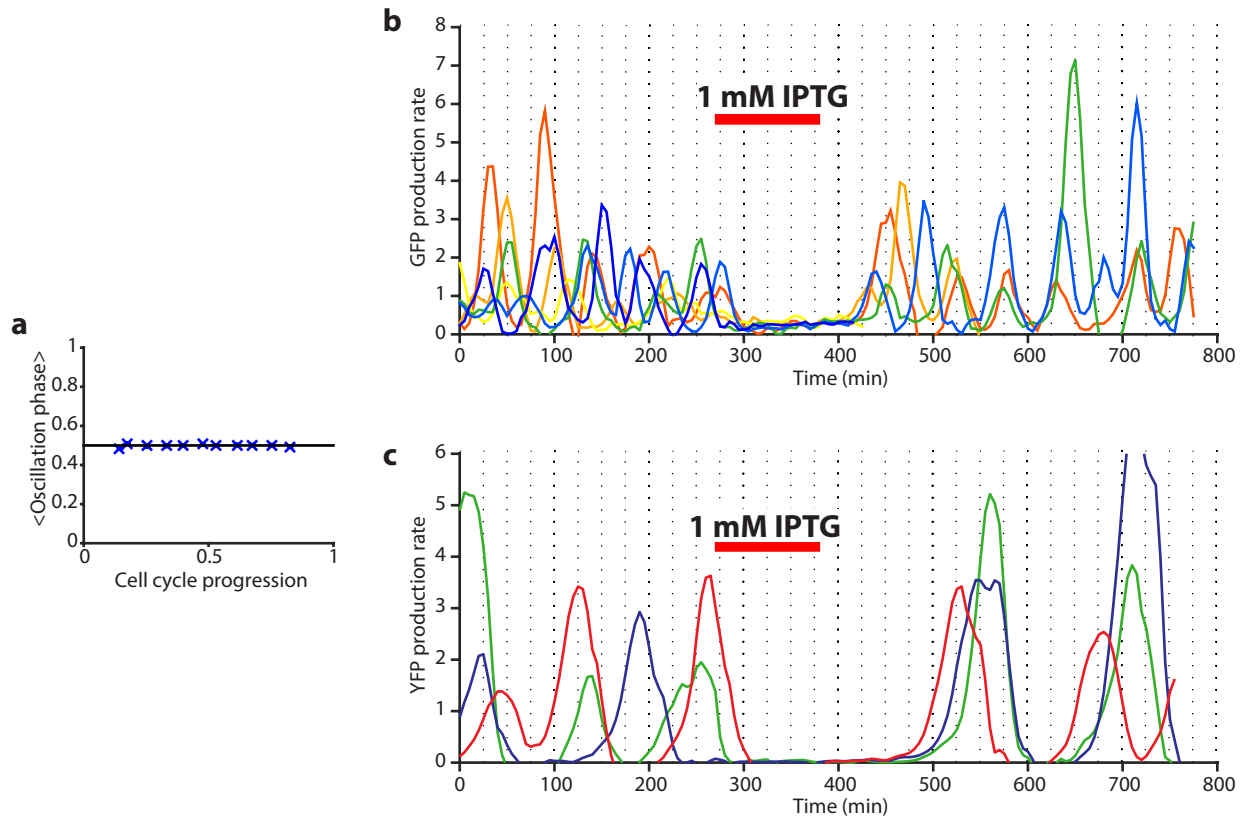 a
<Oscillation phase>
1
0.8
0.6
0.4
0.2
0
0 0.5 1
Cell cycle progression
b
GFP production rate
8
7
6
5
4
3
2
1
0
1 mM IPTG
0 100 200 300 400 500 600 700 800
Time (min)
c
YFP production rate
6
5
4
3
2
1
0
1 mM IPTG
0 100 200 300 400 500 600 700 800
Time (min)